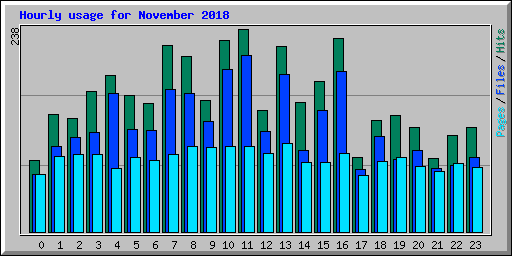 Hourly usage for November 2018
238
Pages / Files / Hits
0 1 2 3 4 5 6 7 8 9 10 11 12 13 14 15 16 17 18 19 20 21 22 23